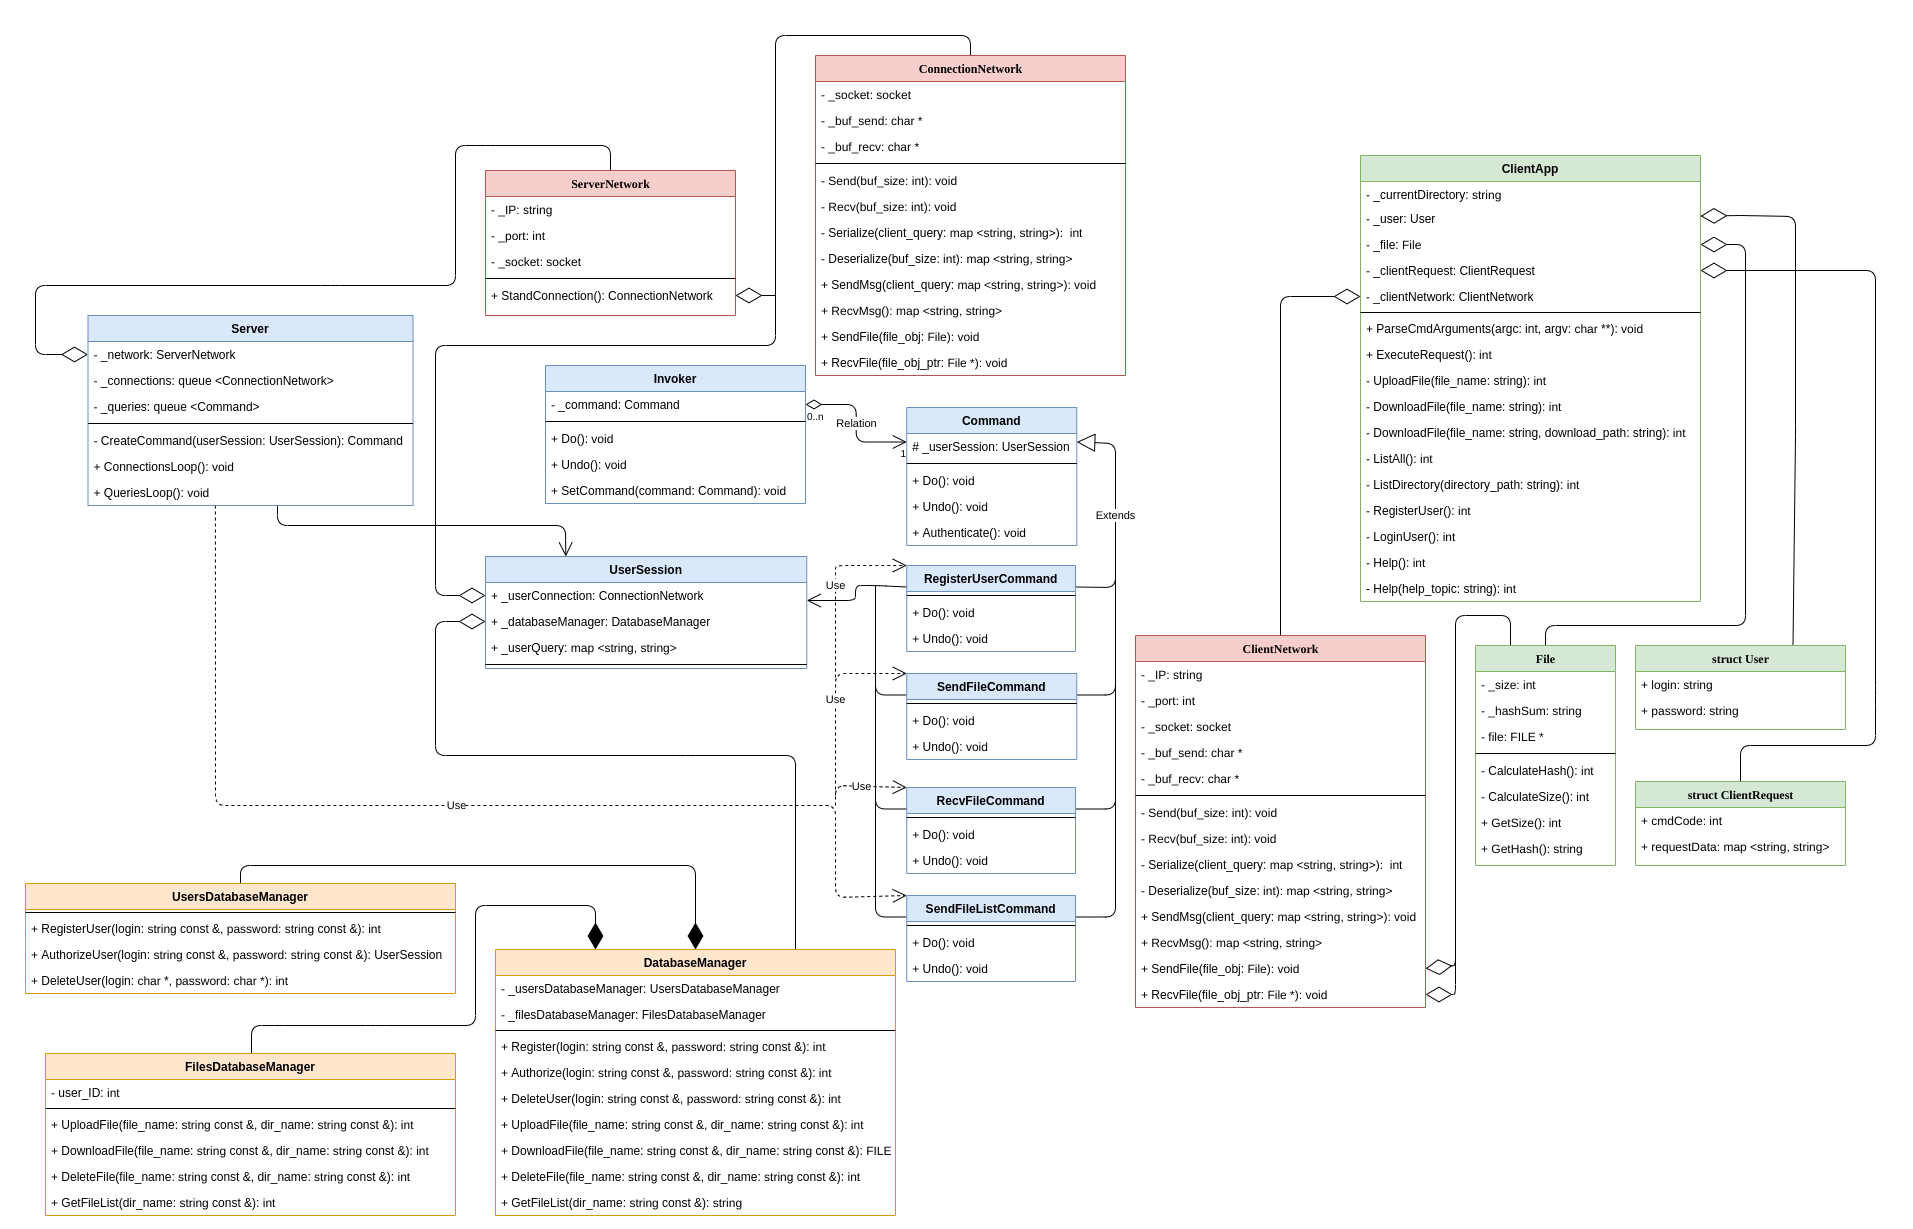 ConnectionNetwork
- _socket: socket
- _buf_send: char *
- _buf_recv: char *
- Send(buf_size: int): void
- Recv(buf_size: int): void
- Serialize(client_query: map <string, string>):  int
- Deserialize(buf_size: int): map <string, string>
+ SendMsg(client_query: map <string, string>): void
+ RecvMsg(): map <string, string>
+ SendFile(file_obj: File): void
+ RecvFile(file_obj_ptr: File *): void
ServerNetwork
- _IP: string
- _port: int
- _socket: socket
+ StandConnection(): ConnectionNetwork
Server
- _network: ServerNetwork
- _connections: queue <ConnectionNetwork>
- _queries: queue <Command>
- CreateCommand(userSession: UserSession): Command
+ ConnectionsLoop(): void
+ QueriesLoop(): void
Invoker
- _command: Command
+ Do(): void
+ Undo(): void
+ SetCommand(command: Command): void
0..n
Relation
1
Command
# _userSession: UserSession
+ Do(): void
+ Undo(): void
+ Authenticate(): void
Extends
UserSession
+ _userConnection: ConnectionNetwork
+ _databaseManager: DatabaseManager
+ _userQuery: map <string, string>
Use
RegisterUserCommand
+ Do(): void
+ Undo(): void
Use
SendFileCommand
+ Do(): void
+ Undo(): void
Use
RecvFileCommand
+ Do(): void
+ Undo(): void
Use
SendFileListCommand
+ Do(): void
+ Undo(): void
ClientApp
- _currentDirectory: string
- _user: User
- _file: File
- _clientRequest: ClientRequest
- _clientNetwork: ClientNetwork
+ ParseCmdArguments(argc: int, argv: char **): void
+ ExecuteRequest(): int
- UploadFile(file_name: string): int
- DownloadFile(file_name: string): int
- DownloadFile(file_name: string, download_path: string): int
- ListAll(): int
- ListDirectory(directory_path: string): int
- RegisterUser(): int
- LoginUser(): int
- Help(): int
- Help(help_topic: string): int
ClientNetwork
- _IP: string
- _port: int
- _socket: socket
- _buf_send: char *
- _buf_recv: char *
- Send(buf_size: int): void
- Recv(buf_size: int): void
- Serialize(client_query: map <string, string>):  int
- Deserialize(buf_size: int): map <string, string>
+ SendMsg(client_query: map <string, string>): void
+ RecvMsg(): map <string, string>
+ SendFile(file_obj: File): void
+ RecvFile(file_obj_ptr: File *): void
File
- _size: int
- _hashSum: string
- file: FILE *
- CalculateHash(): int
- CalculateSize(): int
+ GetSize(): int
+ GetHash(): string
struct User
+ login: string
+ password: string
struct ClientRequest
+ cmdCode: int
+ requestData: map <string, string>
UsersDatabaseManager
+ RegisterUser(login: string const &, password: string const &): int
+ AuthorizeUser(login: string const &, password: string const &): UserSession
+ DeleteUser(login: char *, password: char *): int
FilesDatabaseManager
- user_ID: int
+ UploadFile(file_name: string const &, dir_name: string const &): int
+ DownloadFile(file_name: string const &, dir_name: string const &): int
+ DeleteFile(file_name: string const &, dir_name: string const &): int
+ GetFileList(dir_name: string const &): int
DatabaseManager
- _usersDatabaseManager: UsersDatabaseManager
- _filesDatabaseManager: FilesDatabaseManager
+ Register(login: string const &, password: string const &): int
+ Authorize(login: string const &, password: string const &): int
+ DeleteUser(login: string const &, password: string const &): int
+ UploadFile(file_name: string const &, dir_name: string const &): int
+ DownloadFile(file_name: string const &, dir_name: string const &): FILE
+ DeleteFile(file_name: string const &, dir_name: string const &): int
+ GetFileList(dir_name: string const &): string